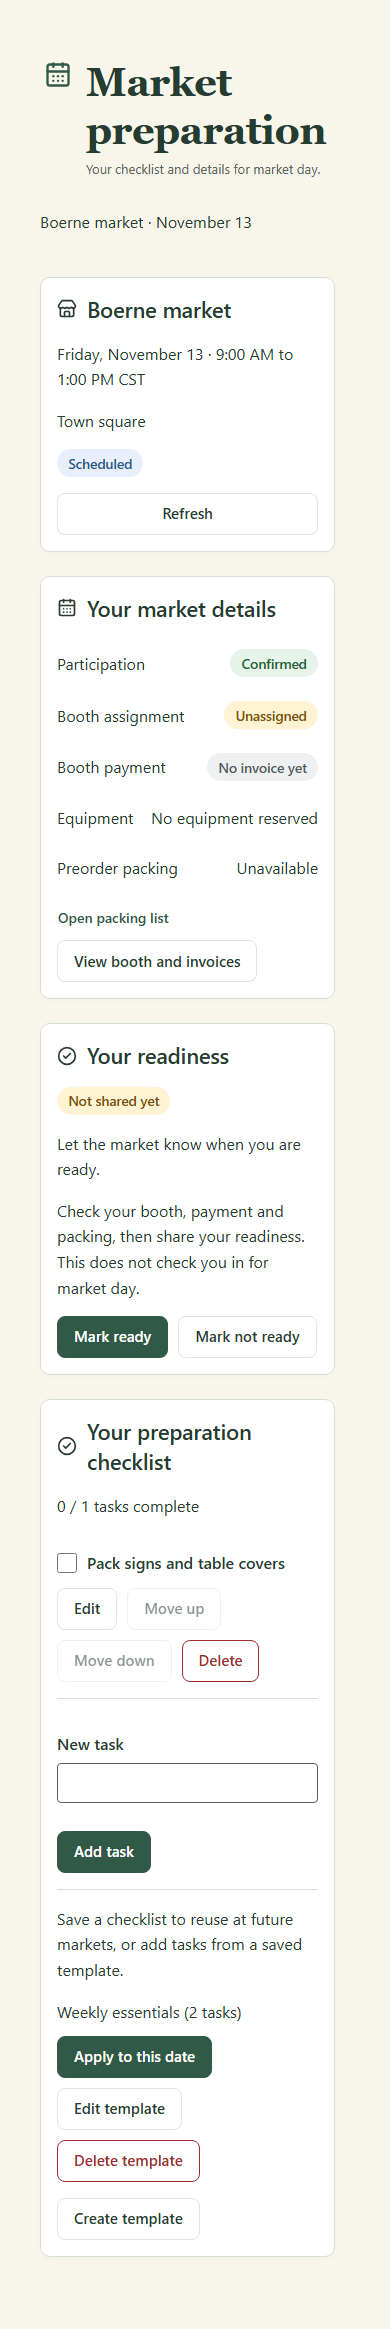 Market
preparation
Your checklist and details for market day.
Boerne market · November 13
Boerne market
Friday, November 13 · 9:00 AM to
1:00 PM CST
Town square
Scheduled
Refresh
Your market details
Participation Confirmed
Booth assignment Unassigned
Booth payment No invoice yet
Equipment No equipment reserved
Preorder packing Unavailable
Open packing list
View booth and invoices
Your readiness
Not shared yet
Let the market know when you are
ready.
Check your booth, payment and
packing, then share your readiness.
This does not check you in for
market day.
Mark ready Mark not ready
Your preparation
checklist
0 / 1 tasks complete
Pack signs and table covers
Edit Move up
Move down Delete
New task
Add task
Save a checklist to reuse at future
markets, or add tasks from a saved
template.
Weekly essentials (2 tasks)
Apply to this date
Edit template
Delete template
Create template